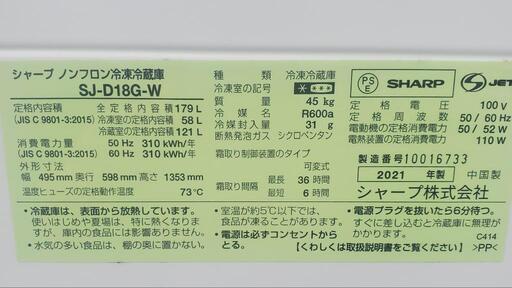 シャープ ノンフロン冷凍冷蔵庫
SJ-D18G-W
定格内容積 全定格内容積 179 L
(JIS C 9801-3:2015) 冷凍室の定格内容積 58 L
冷蔵室の定格内容積 121 L
消費電力量 50 Hz 310 kWh/年
(JIS C 9801-3:2015) 60 Hz 310 kWh/年
外形寸法
幅 495 mm 奥行 598 mm 高さ 1353 mm
温度ヒューズの定格動作温度 73℃
種類 冷凍冷蔵庫
冷凍室の記号
質量 45 kg
冷媒 R600a
冷媒封入量 31 g
断熱発泡ガス シクロペンタン
霜取り制御装置のタイプ
可変式
霜取り間隔 最長 36 時間
最短 6 時間
PSE SHARP JET
定格電圧 100 V
定格周波数 50 / 60 Hz
電動機の定格消費電力 50 / 52 W
電熱装置の定格消費電力 110 W
製造番号 10016733
2021 年製 中国製
シャープ株式会社
・冷蔵庫は、表面から放熱しています。
使いはじめや夏場は、特に熱くなりま
すが、庫内の食品には影響ありません。
・水気の多い食品は、棚の奥に置かない
・室温が約5℃以下では、
食品が凍ることがあります。
・電源は必ずコンセントから
とる。
・電源プラグを抜いたら6分待つ。
すぐに差し込むと冷蔵庫に
無理がかかり、故障の原因
になります。
【くわしくは取扱説明書をご覧ください】
C414
>PP<